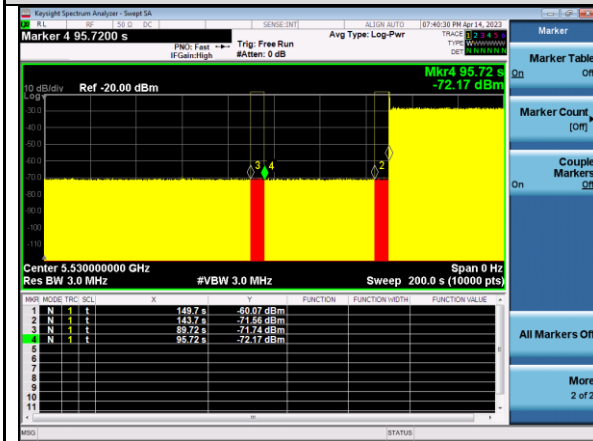 Keysight Spectrum Analyzer - Swept SA
RL RF 50 Ω DC SENSE:INT ALIGN AUTO 07:40:30 PM Apr 14, 2023
Marker 4 95.7200 s
PNO: Fast
IFGain:High
Trig: Free Run
#Atten: 0 dB
Avg Type: Log-Pwr
TRACE 1 2 3 4 5 6
TYPE W
DET N N N N N N
Mkr4 95.72 s
-72.17 dBm
10 dB/div Ref -20.00 dBm
Log
-30.0
-40.0
-50.0
-60.0
-70.0
-80.0
-90.0
-100
-110
3 4 2
Center 5.530000000 GHz Span 0 Hz
Res BW 3.0 MHz #VBW 3.0 MHz Sweep 200.0 s (10000 pts)
MKR MODE TRC SCL X Y FUNCTION FUNCTION WIDTH FUNCTION VALUE
1 N 1 t 149.7 s -60.07 dBm
2 N 1 t 143.7 s -71.56 dBm
3 N 1 t 89.72 s -71.74 dBm
4 N 1 t 95.72 s -72.17 dBm
5
6
7
8
9
10
11
MSG STATUS
Marker
Marker Table
On Off
Marker Count
[Off]
Couple
Markers
On Off
All Markers Off
More
2 of 2